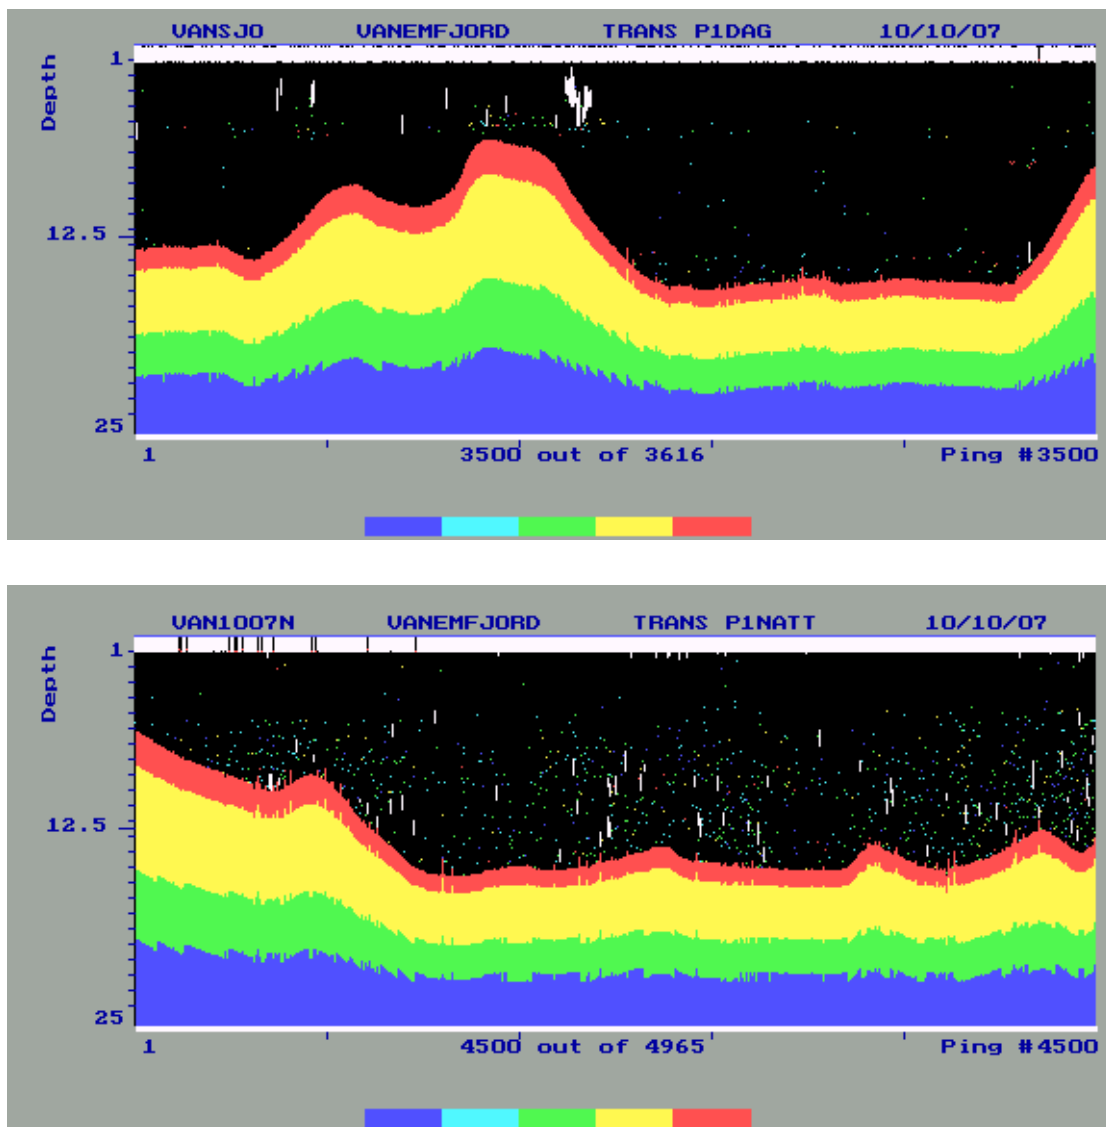 VANSJO VANEMFJORD TRANS P1DAG 10/10/07
1
Depth
12.5
25
1 3500 out of 3616 Ping #3500
VAN1007N VANEMFJORD TRANS P1NATT 10/10/07
1
Depth
12.5
25
1 4500 out of 4965 Ping #4500